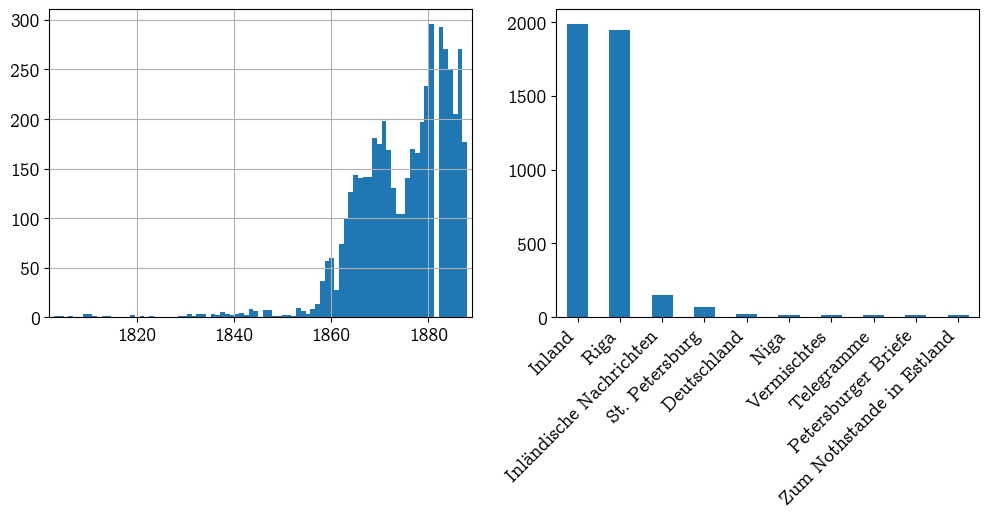 300
250
200
150
100
50
0
1820
1840
1860
1880
2000
1500
1000
500
0
Inland
Riga
Inländische Nachrichten
St. Petersburg
Deutschland
Niga
Vermischtes
Telegramme
Petersburger Briefe
Zum Nothstande in Estland